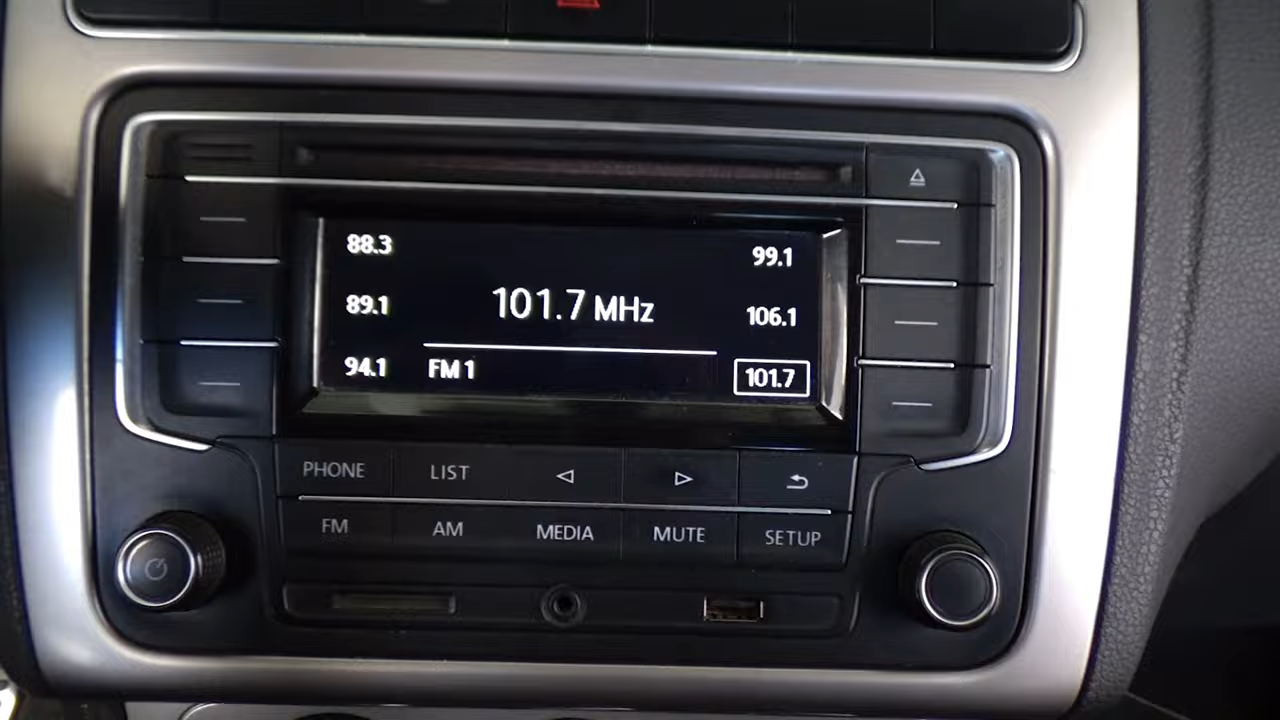 88.3
99.1
101.7 MHz
89.1
106.1
94.1
FM 1
101.7
PHONE
LIST
FM
AM
MEDIA
MUTE
SETUP